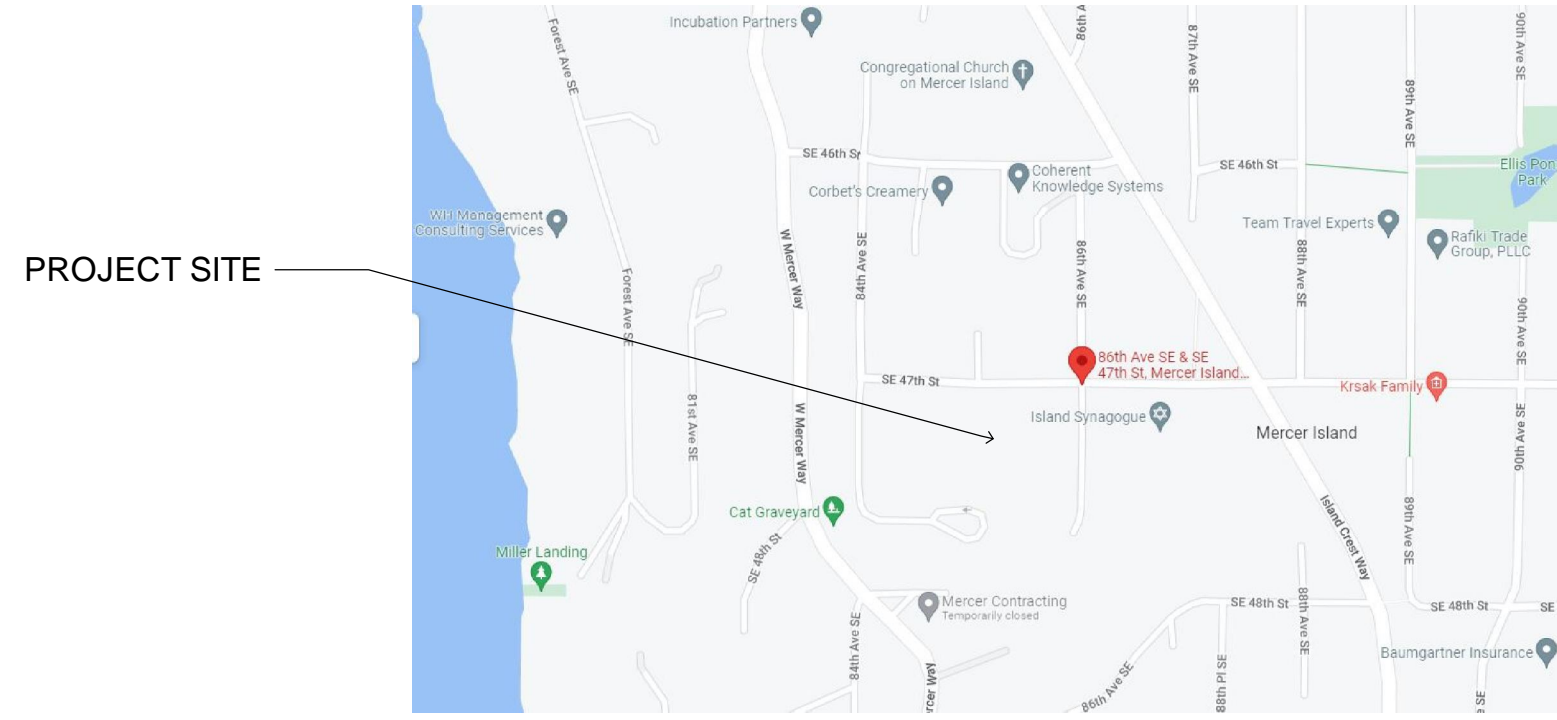 Incubation Partners
Forest Ave SE
86th A
87th Ave SE
90th Ave SE
Congregational Church
on Mercer Island
89th Ave SE
SE 46th St
SE 46th St
Ellis Pon
Park
Coherent
Knowledge Systems
Corbet's Creamery
WH Management
Consulting Services
Team Travel Experts
Rafiki Trade
Group, PLLC
W Mercer Way
84th Ave SE
86th Ave SE
88th Ave SE
PROJECT SITE
Forest Ave SE
90th Ave SE
86th Ave SE & SE
47th St, Mercer Island...
SE 47th St
Krsak Family
81st Ave SE
W Mercer Way
Island Synagogue
Mercer Island
90th Ave SE
Cat Graveyard
Island Crest Way
89th Ave SE
SE 48th St
Miller Landing
Mercer Contracting
Temporarily closed
SE 48th St
88th Ave SE
SE 48th St
SE
84th Ave SE
Baumgartner Insurance
rcer Way
86th Ave SE
88th Pl SE
SE